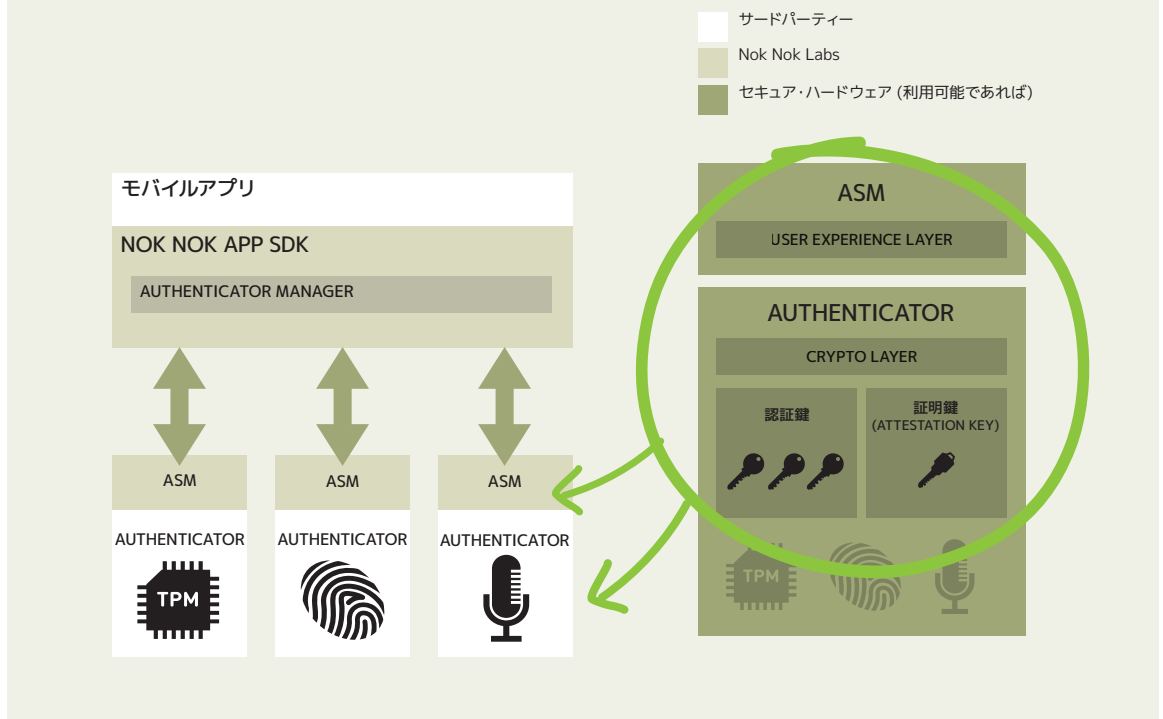 サードパーティー
Nok Nok Labs
セキュア・ハードウェア (利用可能であれば)
モバイルアプリ
NOK NOK APP SDK
AUTHENTICATOR MANAGER
ASM
ASM
ASM
AUTHENTICATOR
AUTHENTICATOR
AUTHENTICATOR
TPM
ASM
USER EXPERIENCE LAYER
AUTHENTICATOR
CRYPTO LAYER
認証鍵
証明鍵
(ATTESTATION KEY)
TPM